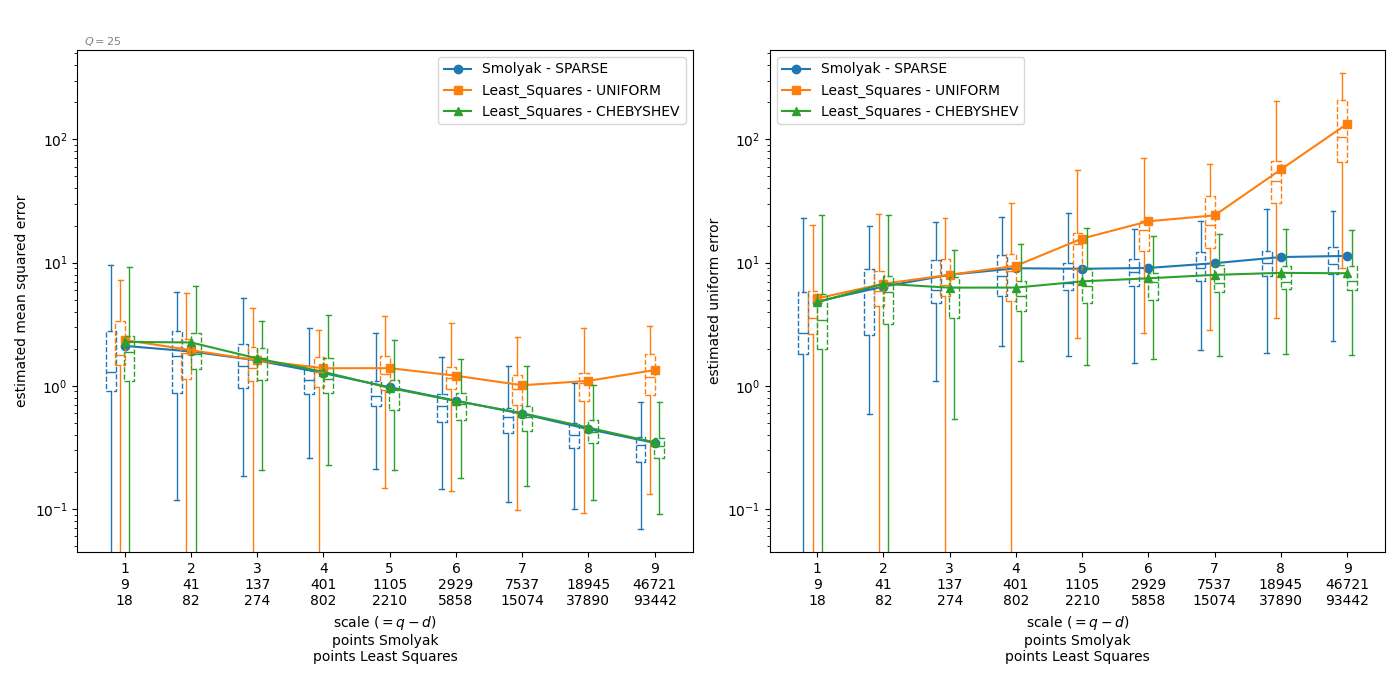 Q = 25
estimated mean squared error
10²
10¹
10⁰
10⁻¹
Smolyak - SPARSE
Least_Squares - UNIFORM
Least_Squares - CHEBYSHEV
1 2 3 4 5 6 7 8 9
9 41 137 401 1105 2929 7537 18945 46721
18 82 274 802 2210 5858 15074 37890 93442
scale (= q − d)
points Smolyak
points Least Squares
estimated uniform error
10²
10¹
10⁰
10⁻¹
Smolyak - SPARSE
Least_Squares - UNIFORM
Least_Squares - CHEBYSHEV
1 2 3 4 5 6 7 8 9
9 41 137 401 1105 2929 7537 18945 46721
18 82 274 802 2210 5858 15074 37890 93442
scale (= q − d)
points Smolyak
points Least Squares